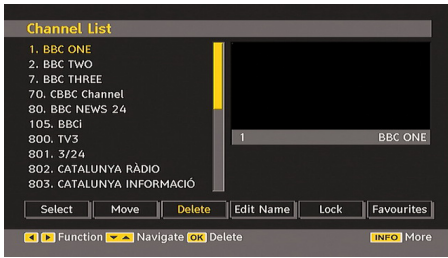 Channel List
1. BBC ONE
2. BBC TWO
7. BBC THREE
70. CBBC Channel
80. BBC NEWS 24
105. BBCi
800. TV3
801. 3/24
802. CATALUNYA RÀDIO
803. CATALUNYA INFORMACIÓ
1 BBC ONE
Select Move Delete Edit Name Lock Favourites
Function Navigate OK Delete INFO More